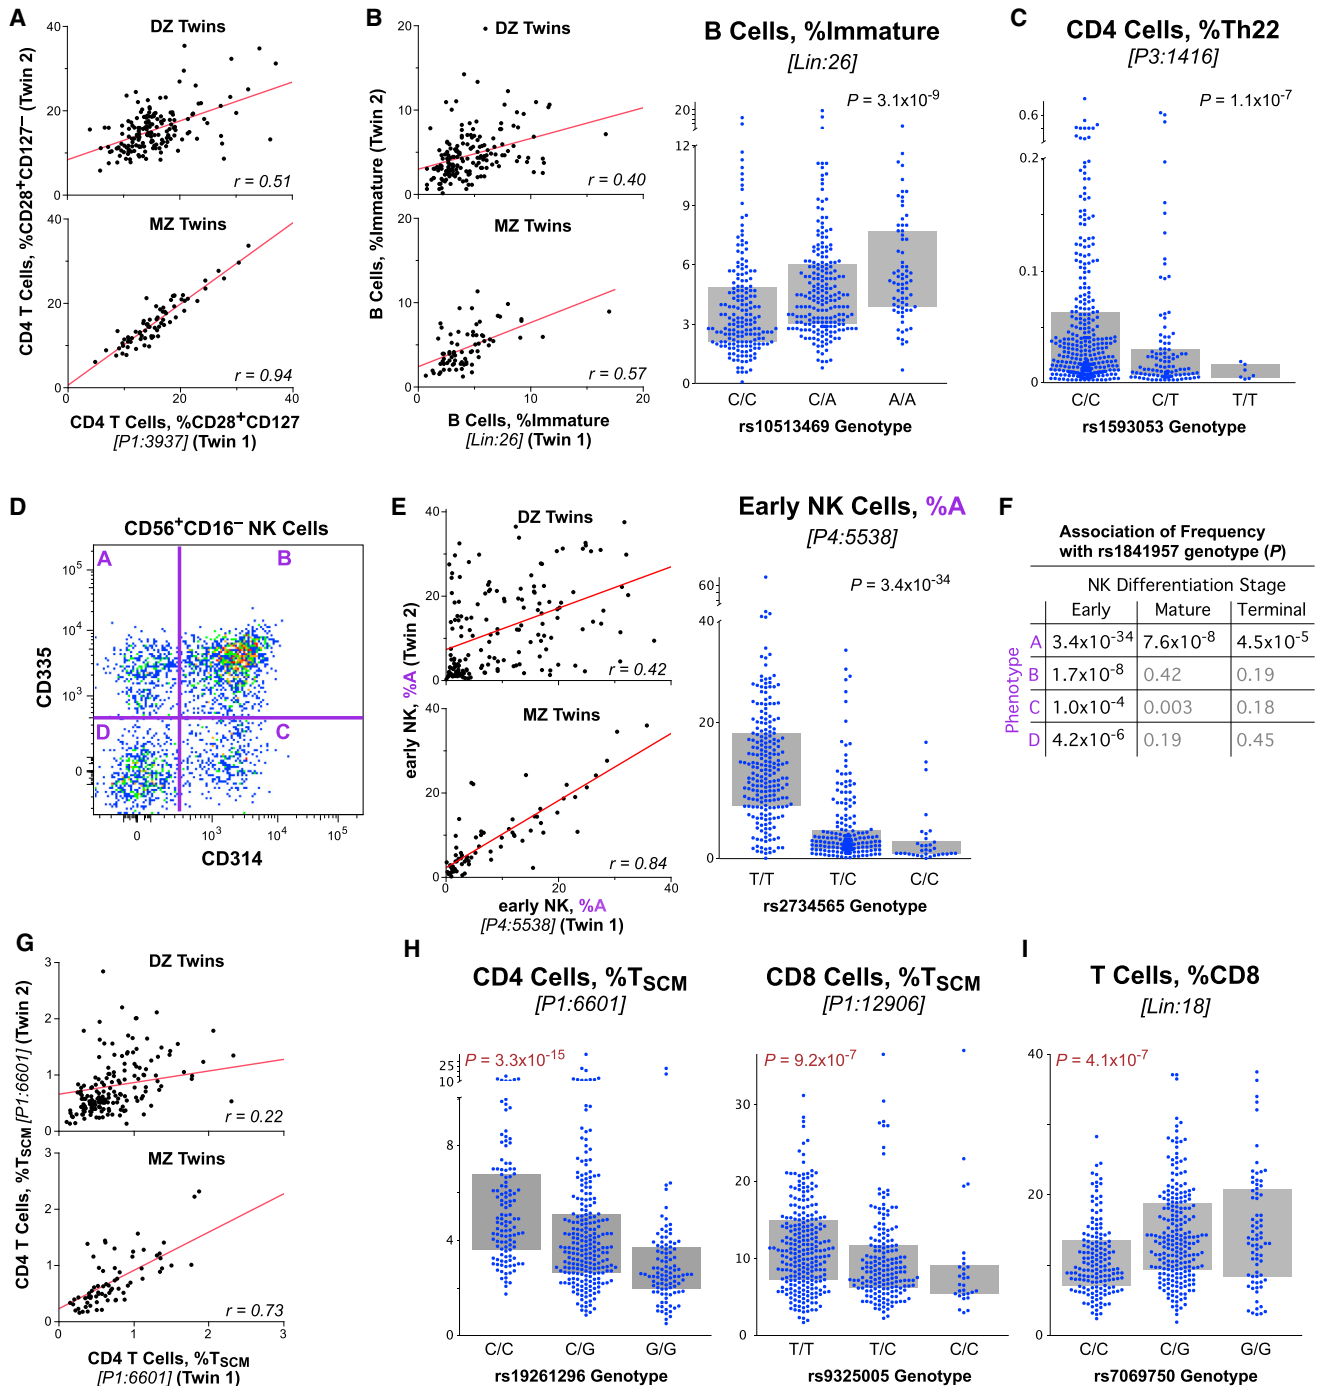 A
DZ Twins
40
20
0
MZ Twins
40
20
0
0
20
40
r = 0.51
r = 0.94
CD4 T Cells, %CD28⁺CD127⁻ (Twin 2)
CD4 T Cells, %CD28⁺CD127
[P1:3937] (Twin 1)
B
DZ Twins
20
10
0
r = 0.40
MZ Twins
20
10
0
r = 0.57
0
10
20
B Cells, %Immature (Twin 2)
B Cells, %Immature
[Lin:26] (Twin 1)
B Cells, %Immature
[Lin:26]
P = 3.1x10⁻⁹
20
12
9
6
3
0
C/C C/A A/A
rs10513469 Genotype
C
CD4 Cells, %Th22
[P3:1416]
P = 1.1x10⁻⁷
0.6
0.2
0.1
0
C/C C/T T/T
rs1593053 Genotype
D
CD56⁺CD16⁻ NK Cells
A
B
D
C
10⁵
10⁴
10³
0
0 10³ 10⁴ 10⁵
CD335
CD314
E
DZ Twins
40
20
0
r = 0.42
MZ Twins
40
20
0
r = 0.84
0 20 40
early NK, %A (Twin 2)
early NK, %A
[P4:5538] (Twin 1)
Early NK Cells, %A
[P4:5538]
P = 3.4x10⁻³⁴
60
40
20
0
T/T T/C C/C
rs2734565 Genotype
F
Association of Frequency
with rs1841957 genotype (P)
NK Differentiation Stage
Early Mature Terminal
Phenotype
A 3.4x10⁻³⁴ 7.6x10⁻⁸ 4.5x10⁻⁵
B 1.7x10⁻⁸ 0.42 0.19
C 1.0x10⁻⁴ 0.003 0.18
D 4.2x10⁻⁶ 0.19 0.45
G
DZ Twins
3
2
1
0
r = 0.22
MZ Twins
3
2
1
0
r = 0.73
0 1 2 3
CD4 T Cells, %TSCM [P1:6601] (Twin 2)
CD4 T Cells, %TSCM
[P1:6601] (Twin 1)
H
CD4 Cells, %TSCM
[P1:6601]
P = 3.3x10⁻¹⁵
25
10
8
4
0
C/C C/G G/G
rs19261296 Genotype
CD8 Cells, %TSCM
[P1:12906]
P = 9.2x10⁻⁷
30
20
10
0
T/T T/C C/C
rs9325005 Genotype
I
T Cells, %CD8
[Lin:18]
P = 4.1x10⁻⁷
40
20
0
C/C C/G G/G
rs7069750 Genotype